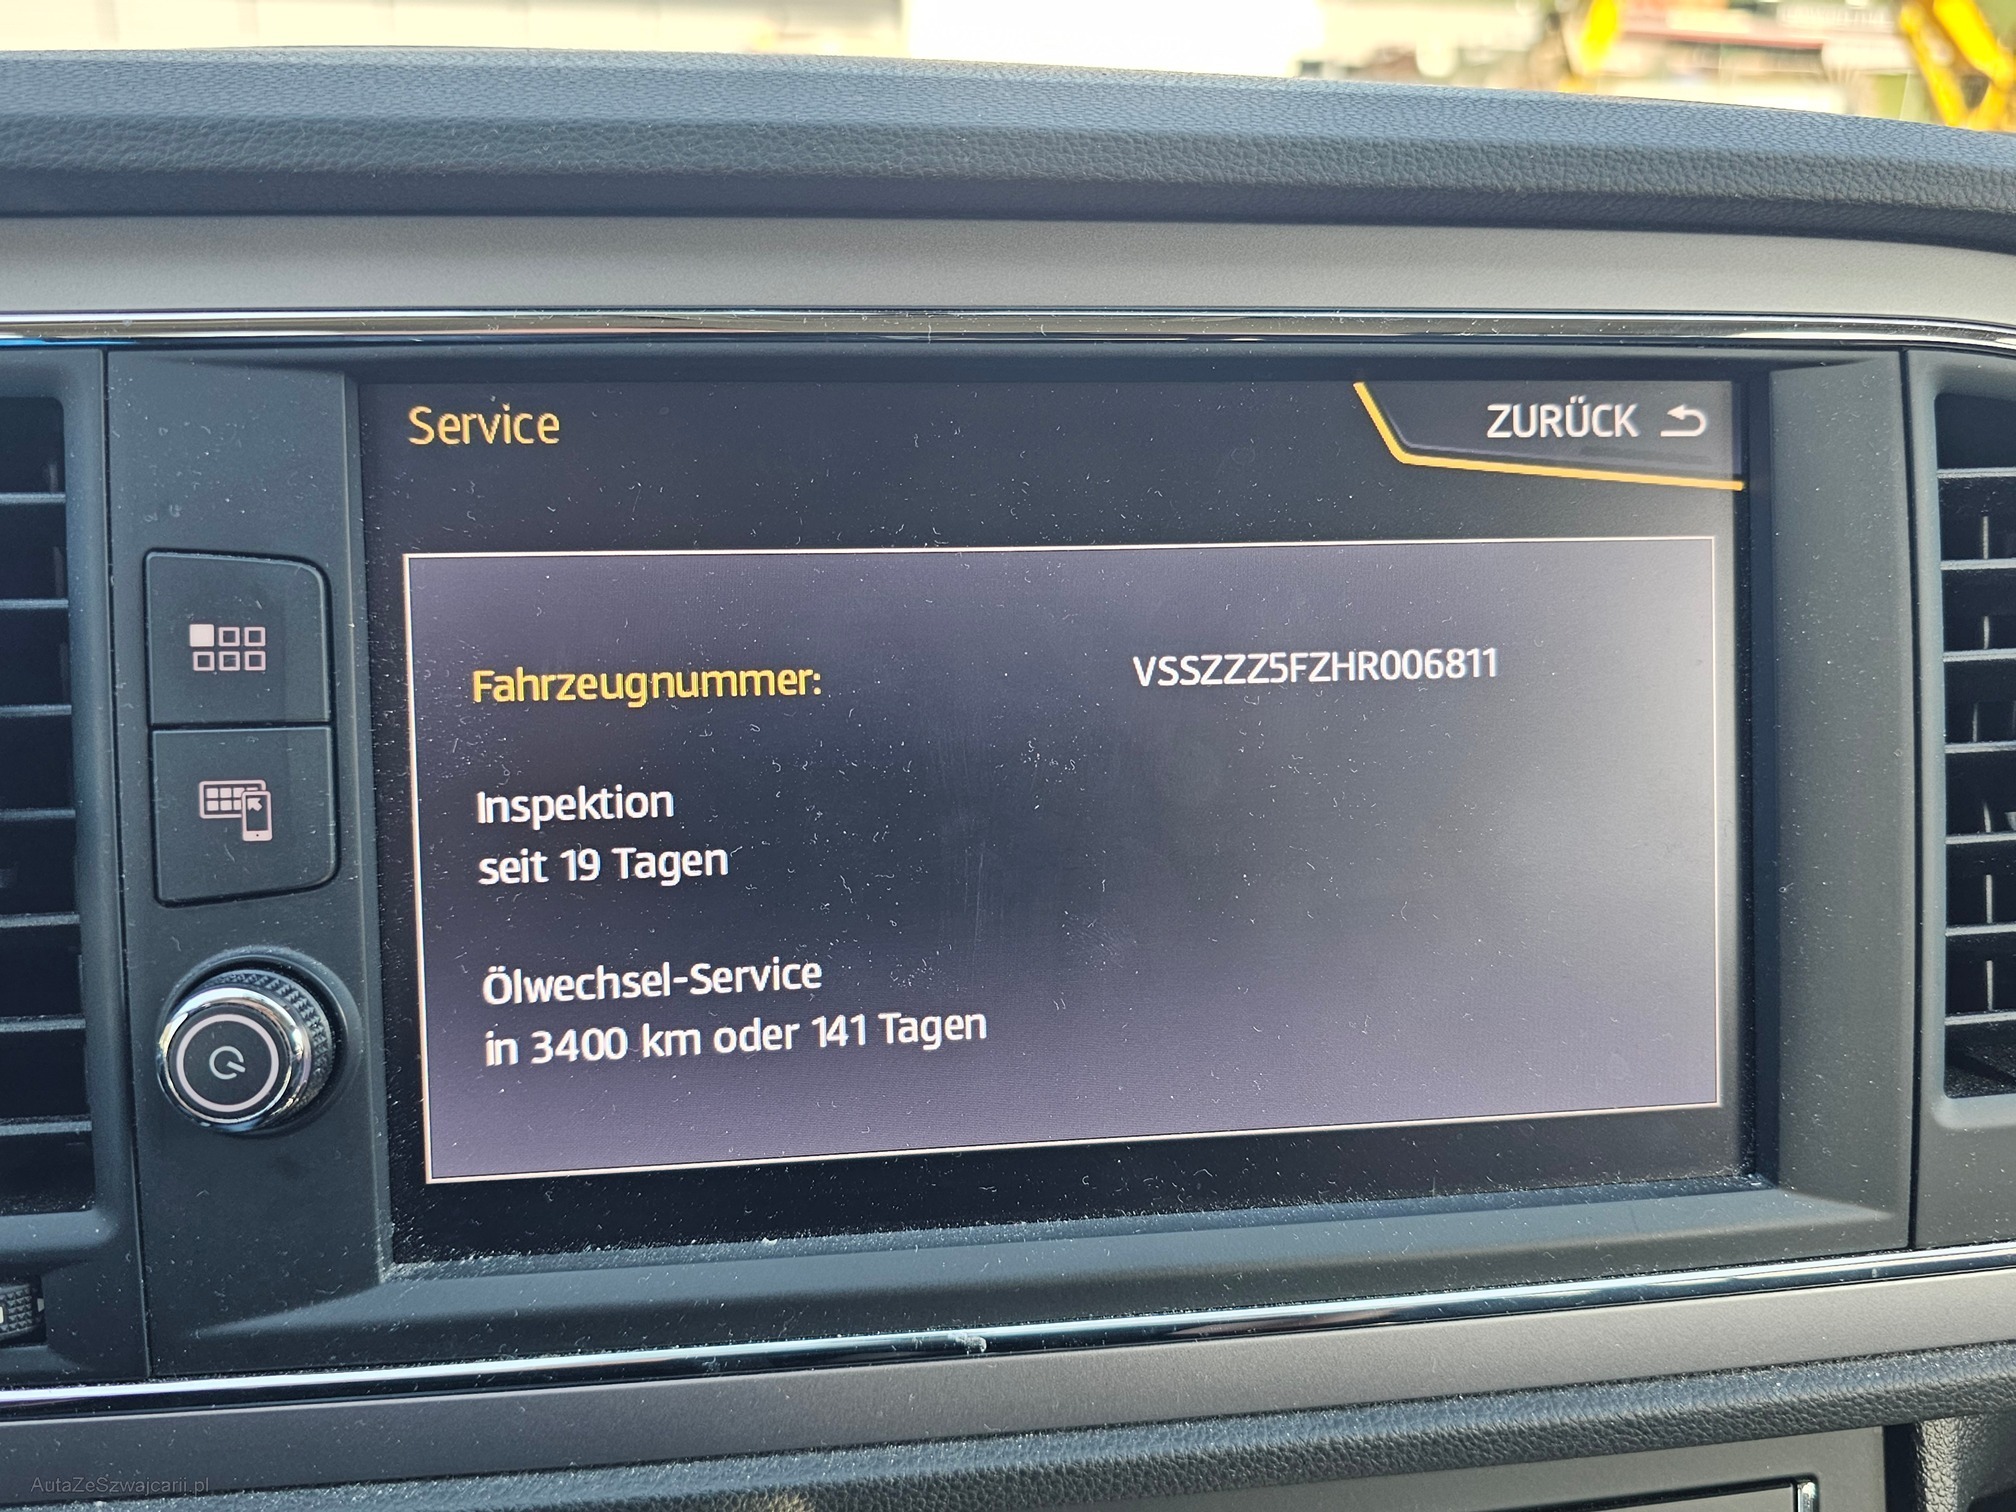 Service
ZURÜCK
Fahrzeugnummer: VSSZZZ5FZHR006811
Inspektion
seit 19 Tagen
Ölwechsel-Service
in 3400 km oder 141 Tagen
AutaZeSzwajcarii.pl